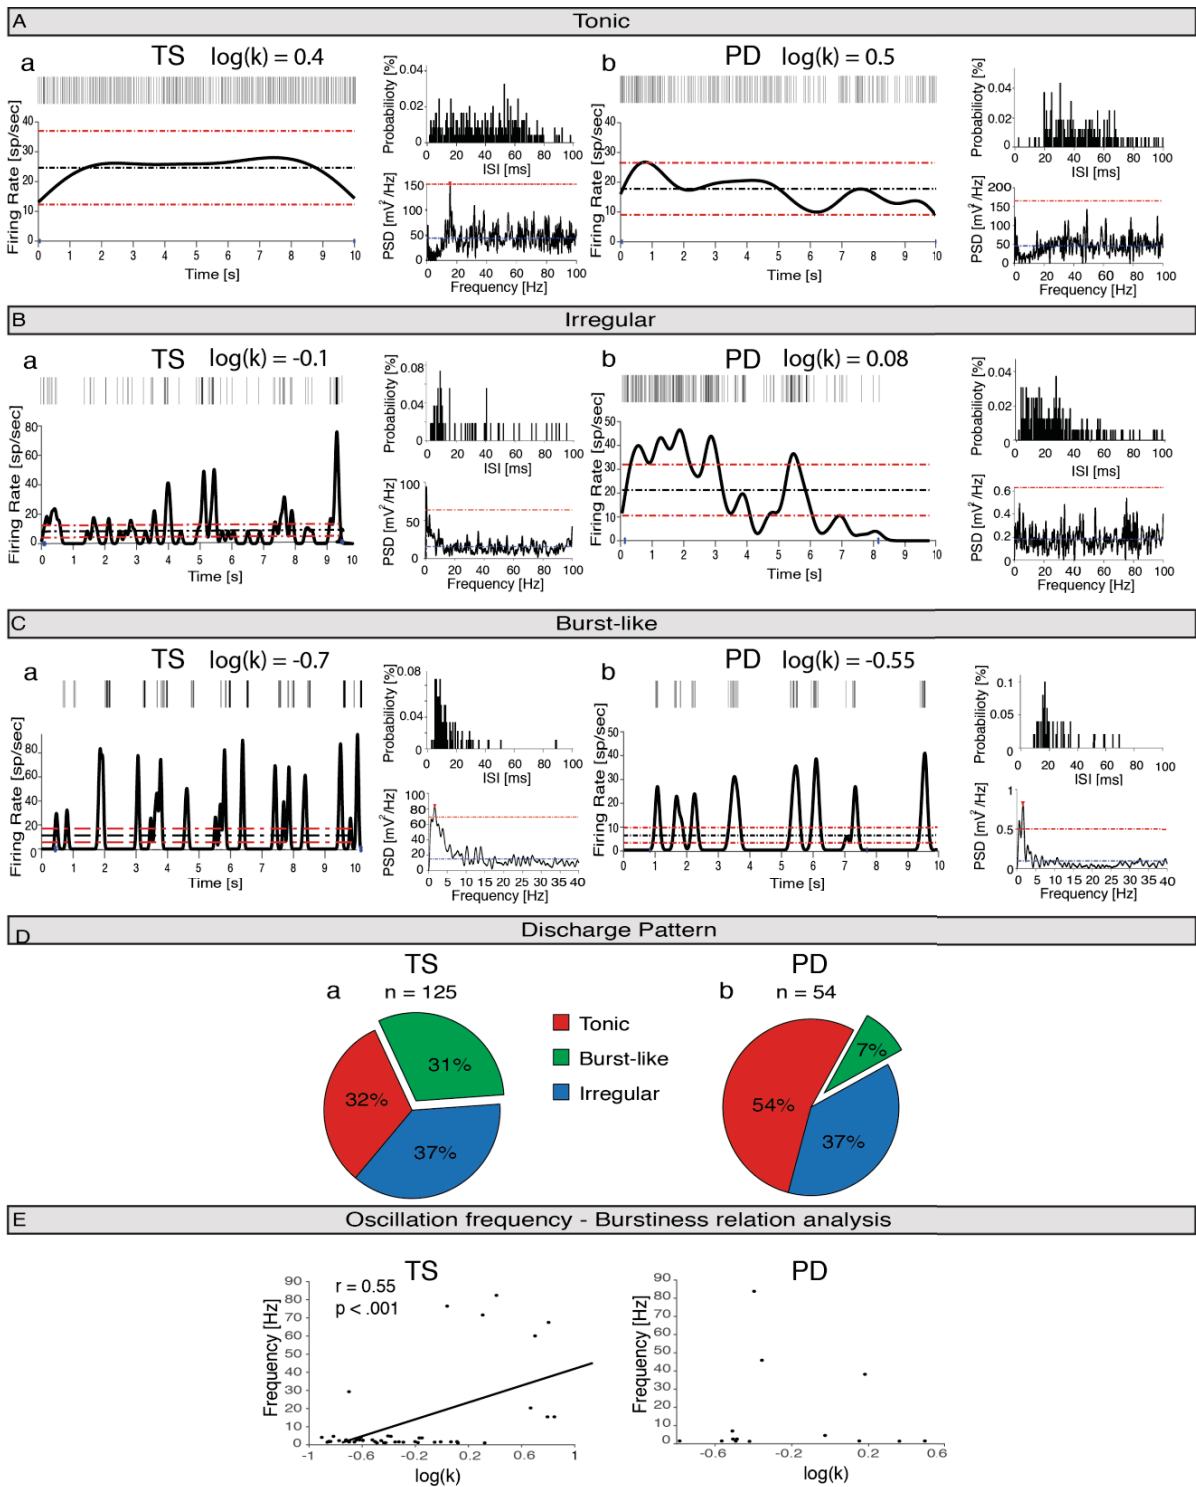 A Tonic
a TS log(k) = 0.4
Firing Rate [sp/sec]
40
30
20
10
0
0 1 2 3 4 5 6 7 8 9 10
Time [s]
Probabilioty [%]
0.04
0.02
0
0 20 40 60 80 100
ISI [ms]
PSD [mV²/Hz]
150
100
50
0
0 20 40 60 80 100
Frequency [Hz]
b PD log(k) = 0.5
Firing Rate [sp/sec]
40
30
20
10
0
0 1 2 3 4 5 6 7 8 9 10
Time [s]
Probabilioty [%]
0.04
0.02
0
0 20 40 60 80 100
ISI [ms]
PSD [mV²/Hz]
200
150
100
50
0
0 20 40 60 80 100
Frequency [Hz]
B Irregular
a TS log(k) = -0.1
Firing Rate [sp/sec]
80
60
40
20
0
0 1 2 3 4 5 6 7 8 9 10
Time [s]
Probabilioty [%]
0.08
0.04
0
0 20 40 60 80 100
ISI [ms]
PSD [mV²/Hz]
100
50
0
0 20 40 60 80 100
Frequency [Hz]
b PD log(k) = 0.08
Firing Rate [sp/sec]
60
50
40
30
20
10
0
0 1 2 3 4 5 6 7 8 9 10
Time [s]
Probabilioty [%]
0.04
0.02
0
0 20 40 60 80 100
ISI [ms]
PSD [mV²/Hz]
0.6
0.4
0.2
0
0 20 40 60 80 100
Frequency [Hz]
C Burst-like
a TS log(k) = -0.7
Firing Rate [sp/sec]
80
60
40
20
0
0 1 2 3 4 5 6 7 8 9 10
Time [s]
Probabilioty [%]
0.08
0.04
0
0 20 40 60 80 100
ISI [ms]
PSD [mV²/Hz]
100
80
60
40
20
0
0 5 10 15 20 25 30 35 40
Frequency [Hz]
b PD log(k) = -0.55
Firing Rate [sp/sec]
50
40
30
20
10
0
0 1 2 3 4 5 6 7 8 9 10
Time [s]
Probabilioty [%]
0.1
0.05
0
0 20 40 60 80 100
ISI [ms]
PSD [mV²/Hz]
1
0.5
0
0 5 10 15 20 25 30 35 40
Frequency [Hz]
D Discharge Pattern
TS
a n = 125
31%
32%
37%
Tonic
Burst-like
Irregular
PD
b n = 54
7%
54%
37%
E Oscillation frequency - Burstiness relation analysis
TS
r = 0.55
p < .001
Frequency [Hz]
90
80
70
60
50
40
30
20
10
0
-1 -0.6 -0.2 0.2 0.6 1
log(k)
PD
Frequency [Hz]
90
80
70
60
50
40
30
20
10
0
-0.6 -0.2 0.2 0.6
log(k)